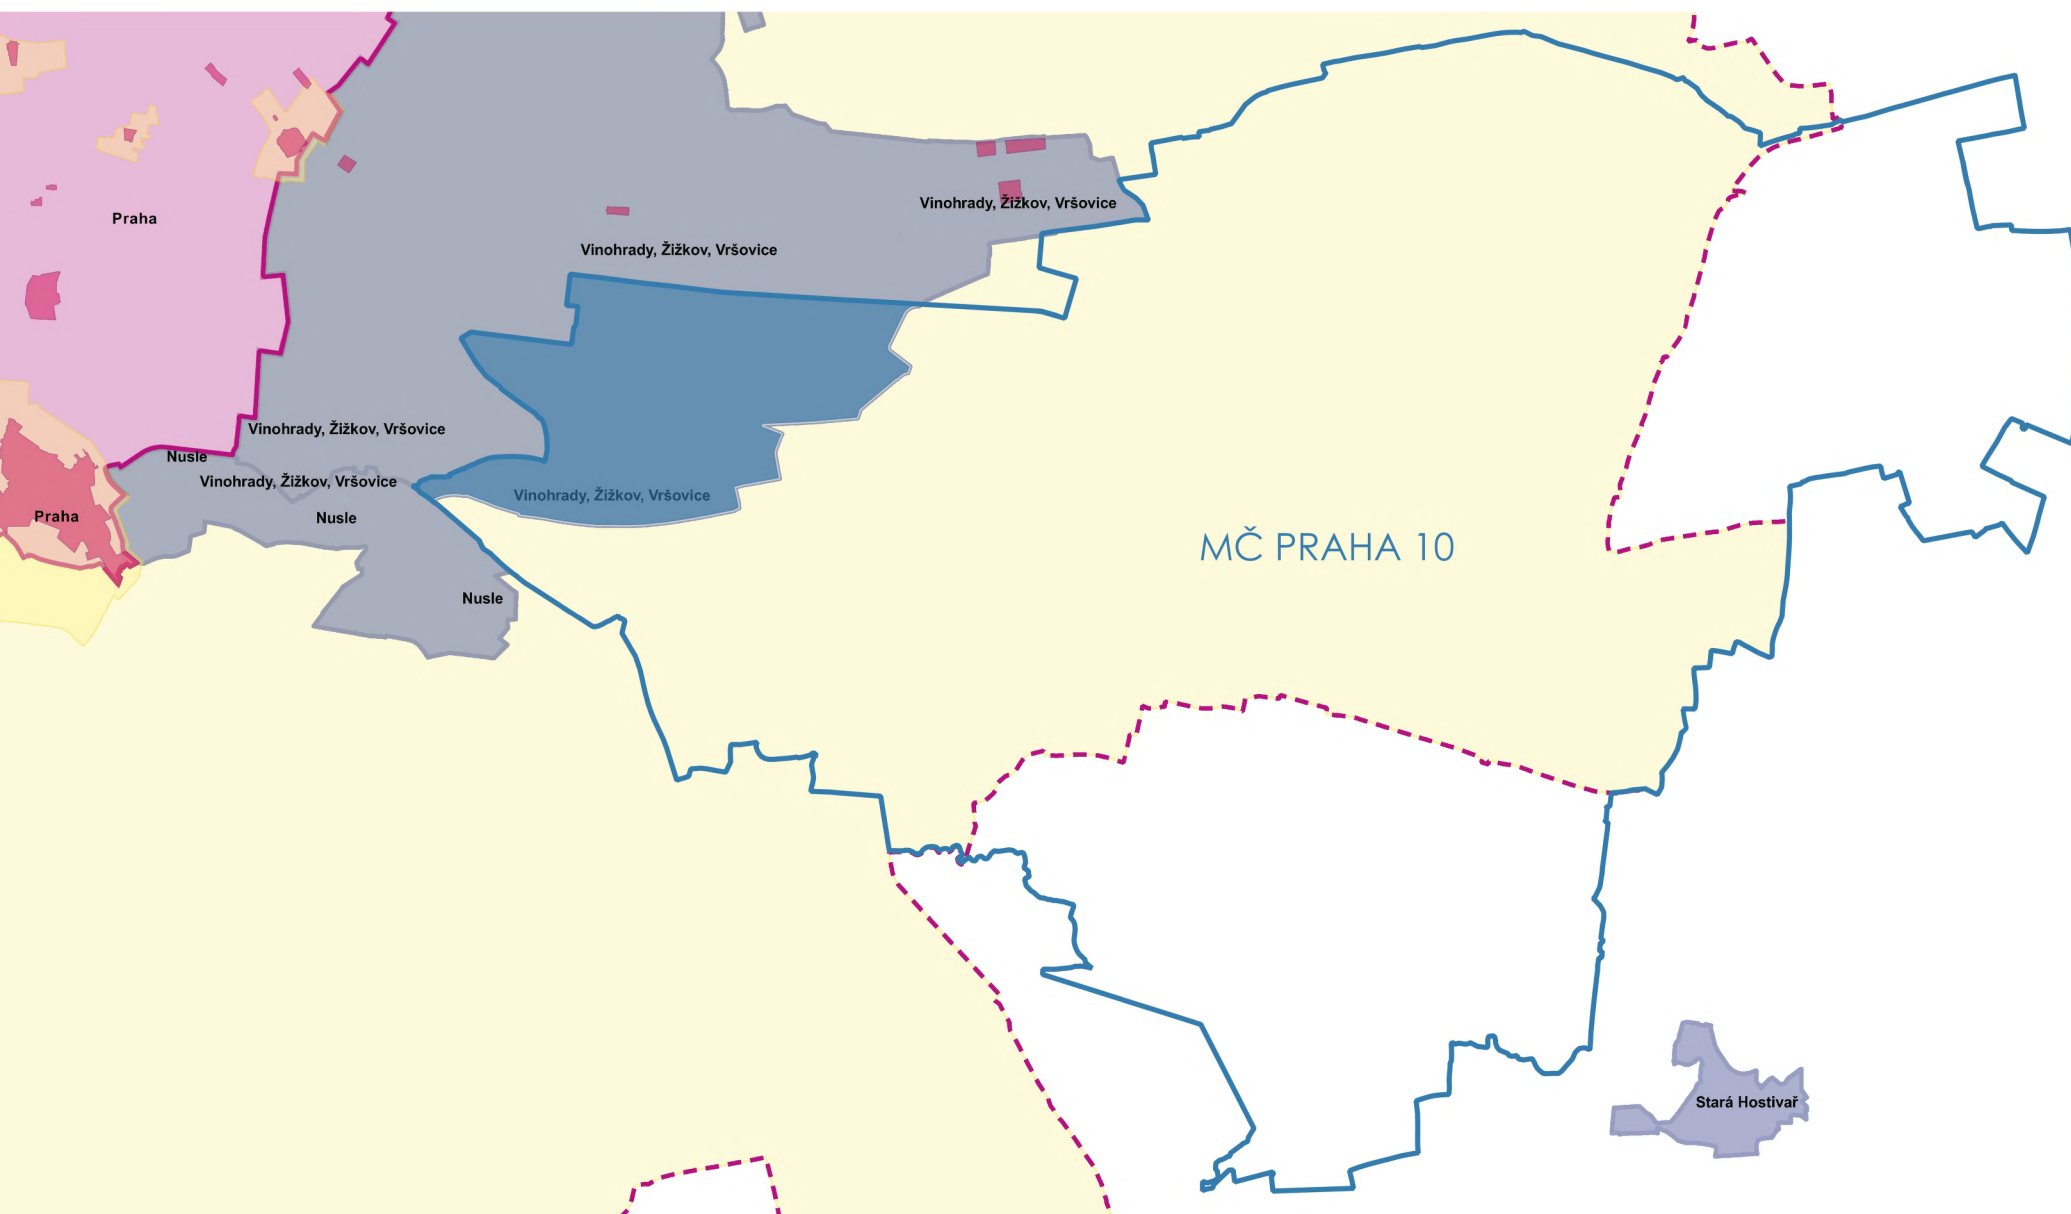 Vinohrady, Žižkov, Vršovice
Praha
Vinohrady, Žižkov, Vršovice
Vinohrady, Žižkov, Vršovice
Nusle
Vinohrady, Žižkov, Vršovice
Vinohrady, Žižkov, Vršovice
Praha
Nusle
MČ PRAHA 10
Nusle
Stará Hostivař